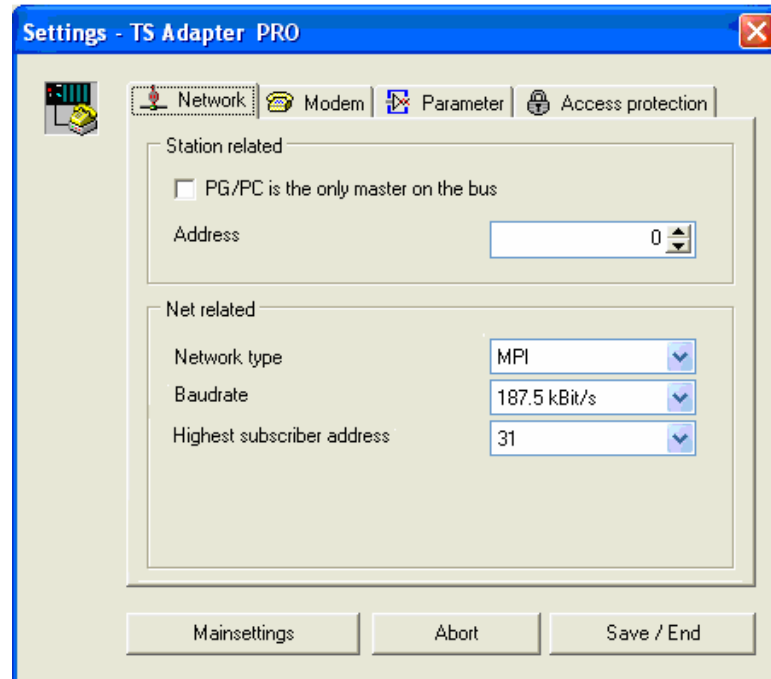 Settings - TS Adapter PRO
Network Modem Parameter Access protection
Station related
PG/PC is the only master on the bus
Address 0
Net related
Network type MPI
Baudrate 187.5 kBit/s
Highest subscriber address 31
Mainsettings Abort Save / End